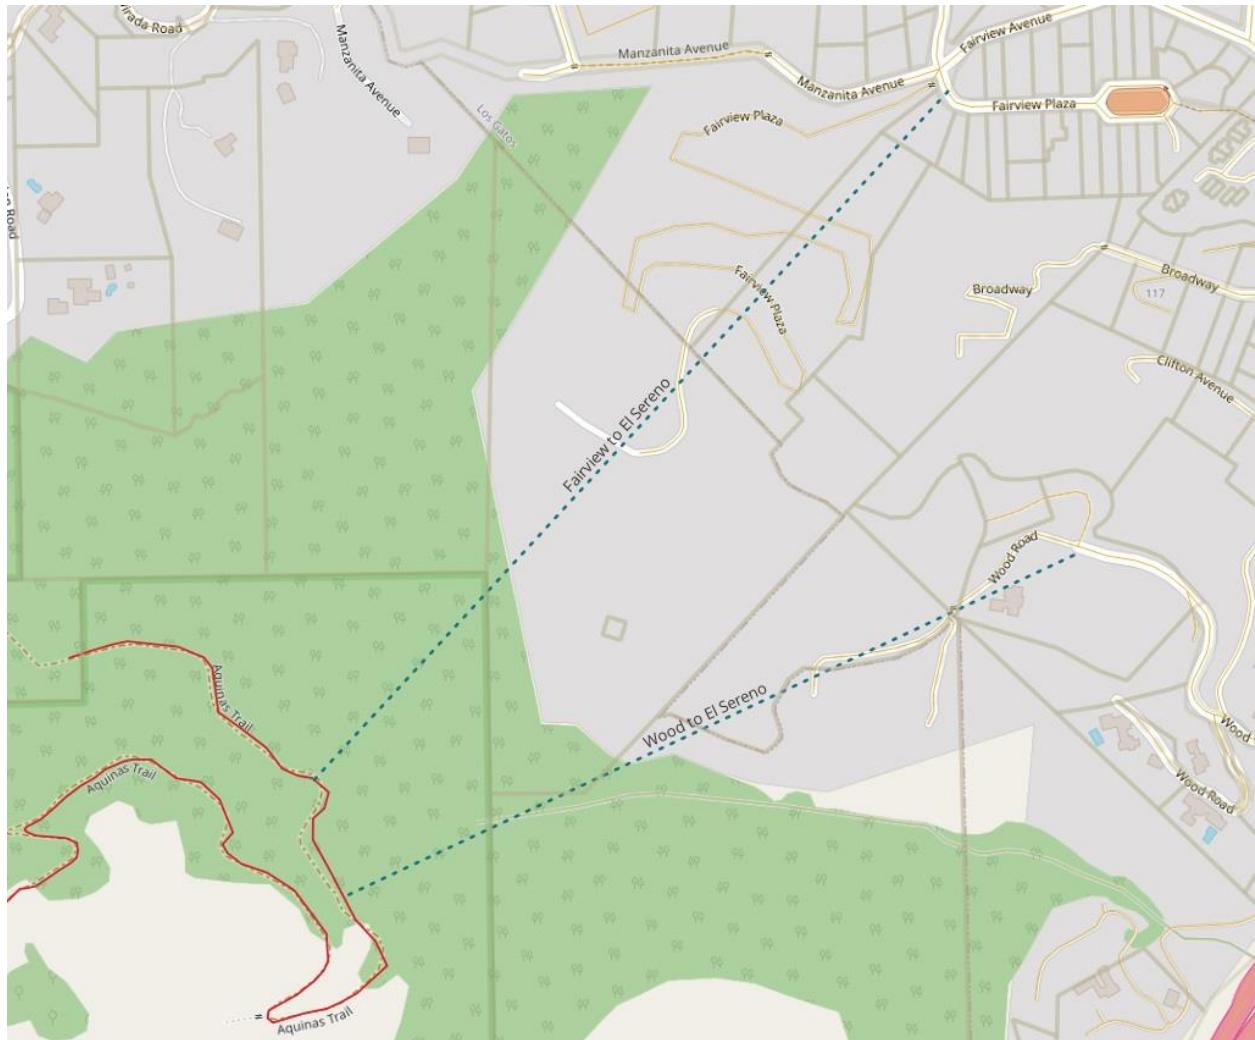 Mirada Road
Manzanita Avenue
Manzanita Avenue
Manzanita Avenue
Fairview Avenue
Fairview Plaza
Fairview Plaza
Los Gatos
Road
Fairview Plaza
Broadway
Broadway
117
Clifton Avenue
Fairview to El Sereno
Wood Road
Wood to El Sereno
Wood
Wood Road
Aquinas Trail
Aquinas Trail
Aquinas Trail